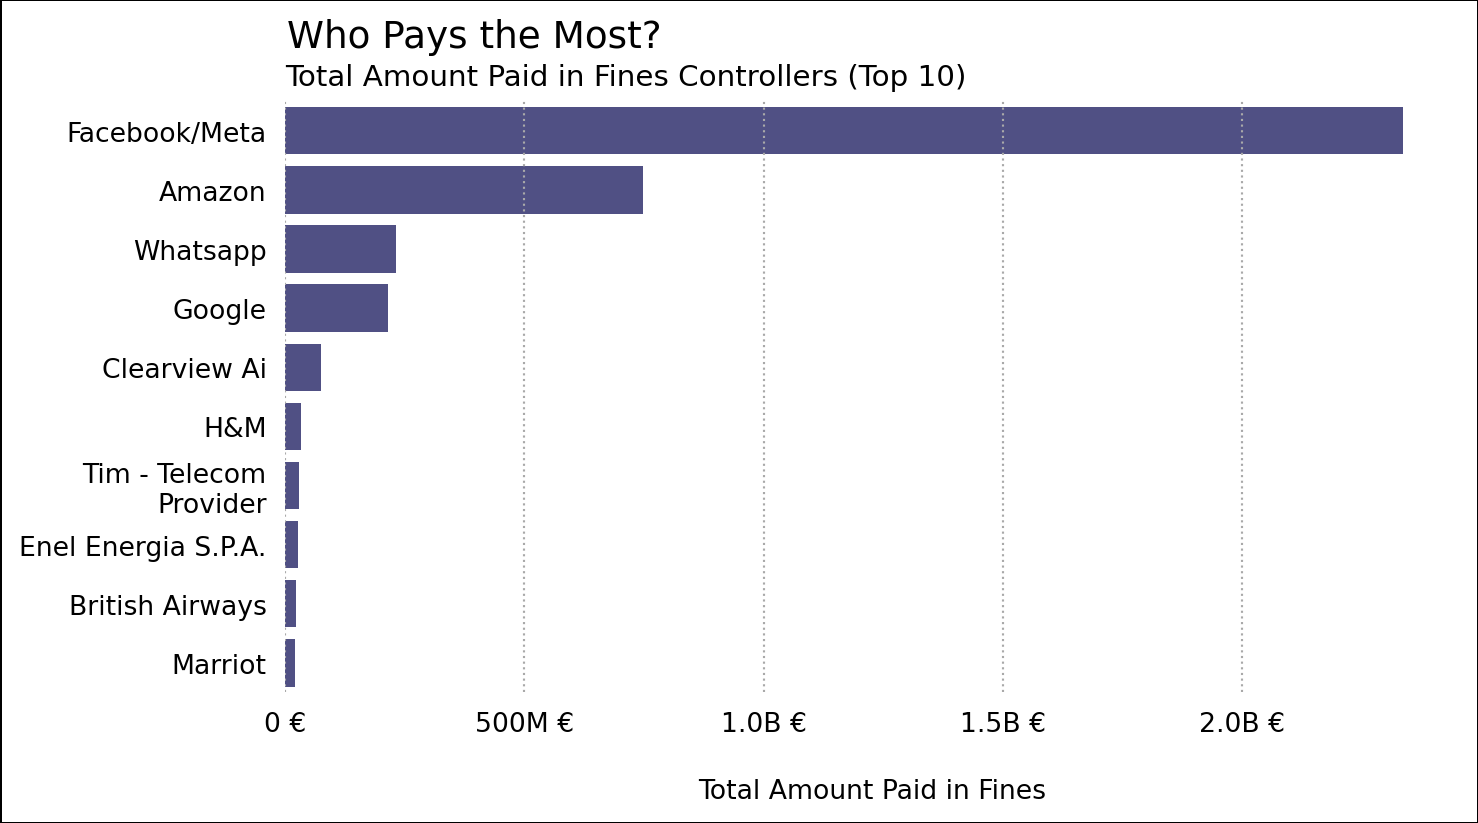 Who Pays the Most?
Total Amount Paid in Fines Controllers (Top 10)
Facebook/Meta
Amazon
Whatsapp
Google
Clearview Ai
H&M
Tim - Telecom
Provider
Enel Energia S.P.A.
British Airways
Marriot
0 € 500M € 1.0B € 1.5B € 2.0B €
Total Amount Paid in Fines